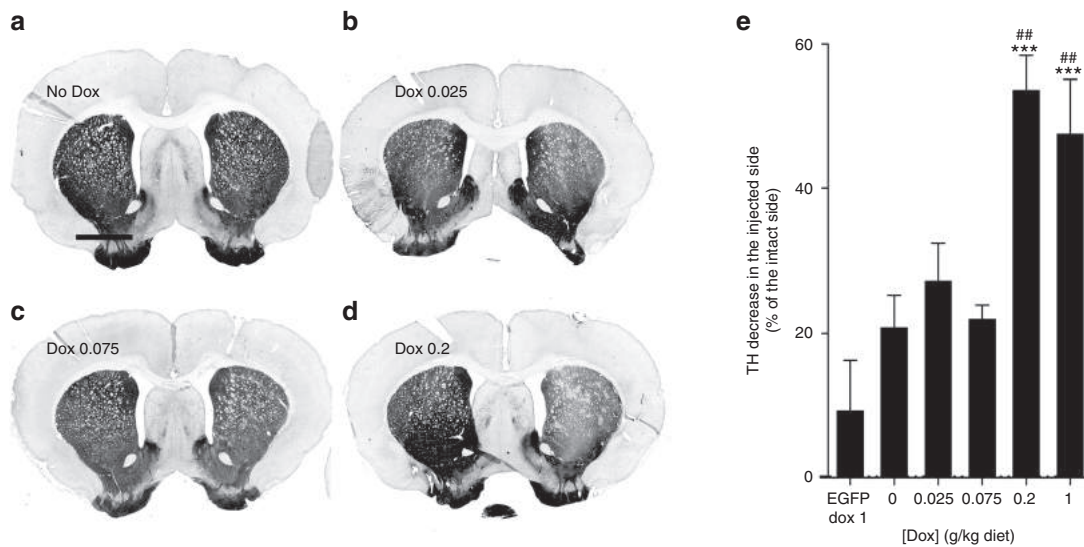 a
No Dox
b
Dox 0.025
c
Dox 0.075
d
Dox 0.2
e
TH decrease in the injected side
(% of the intact side)
60
40
20
0
##
***
##
***
EGFP
dox 1
0
0.025
0.075
0.2
1
[Dox] (g/kg diet)